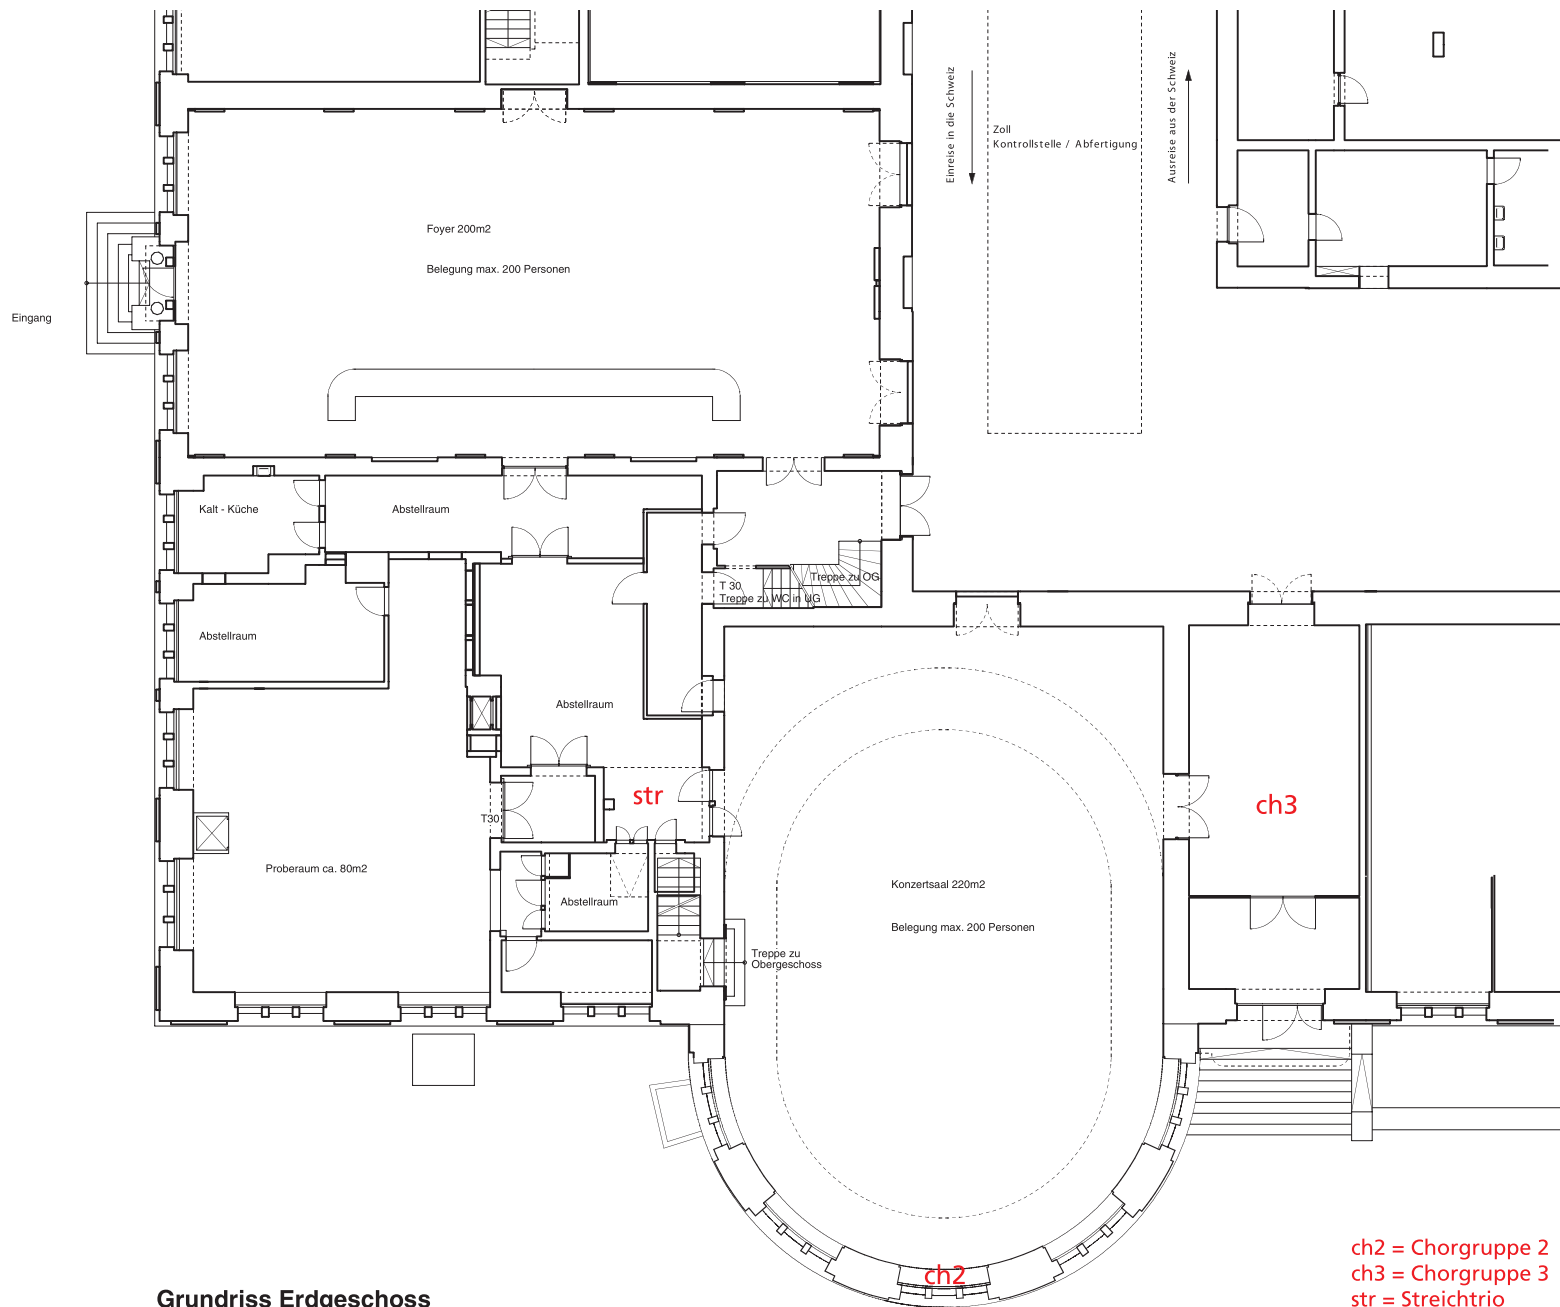 Einreise in die Schweiz
Ausreise aus der Schweiz
Zoll
Kontrollstelle / Abfertigung
Foyer 200m2
Belegung max. 200 Personen
Eingang
Kalt - Küche
Abstellraum
Treppe zu OG
T 30
Treppe zu WC in UG
Abstellraum
Abstellraum
str
ch3
T30
Proberaum ca. 80m2
Konzertsaal 220m2
Abstellraum
Belegung max. 200 Personen
Treppe zu
Obergeschoss
ch2
ch2 = Chorgruppe 2
ch3 = Chorgruppe 3
str = Streichtrio
Grundriss Erdgeschoss